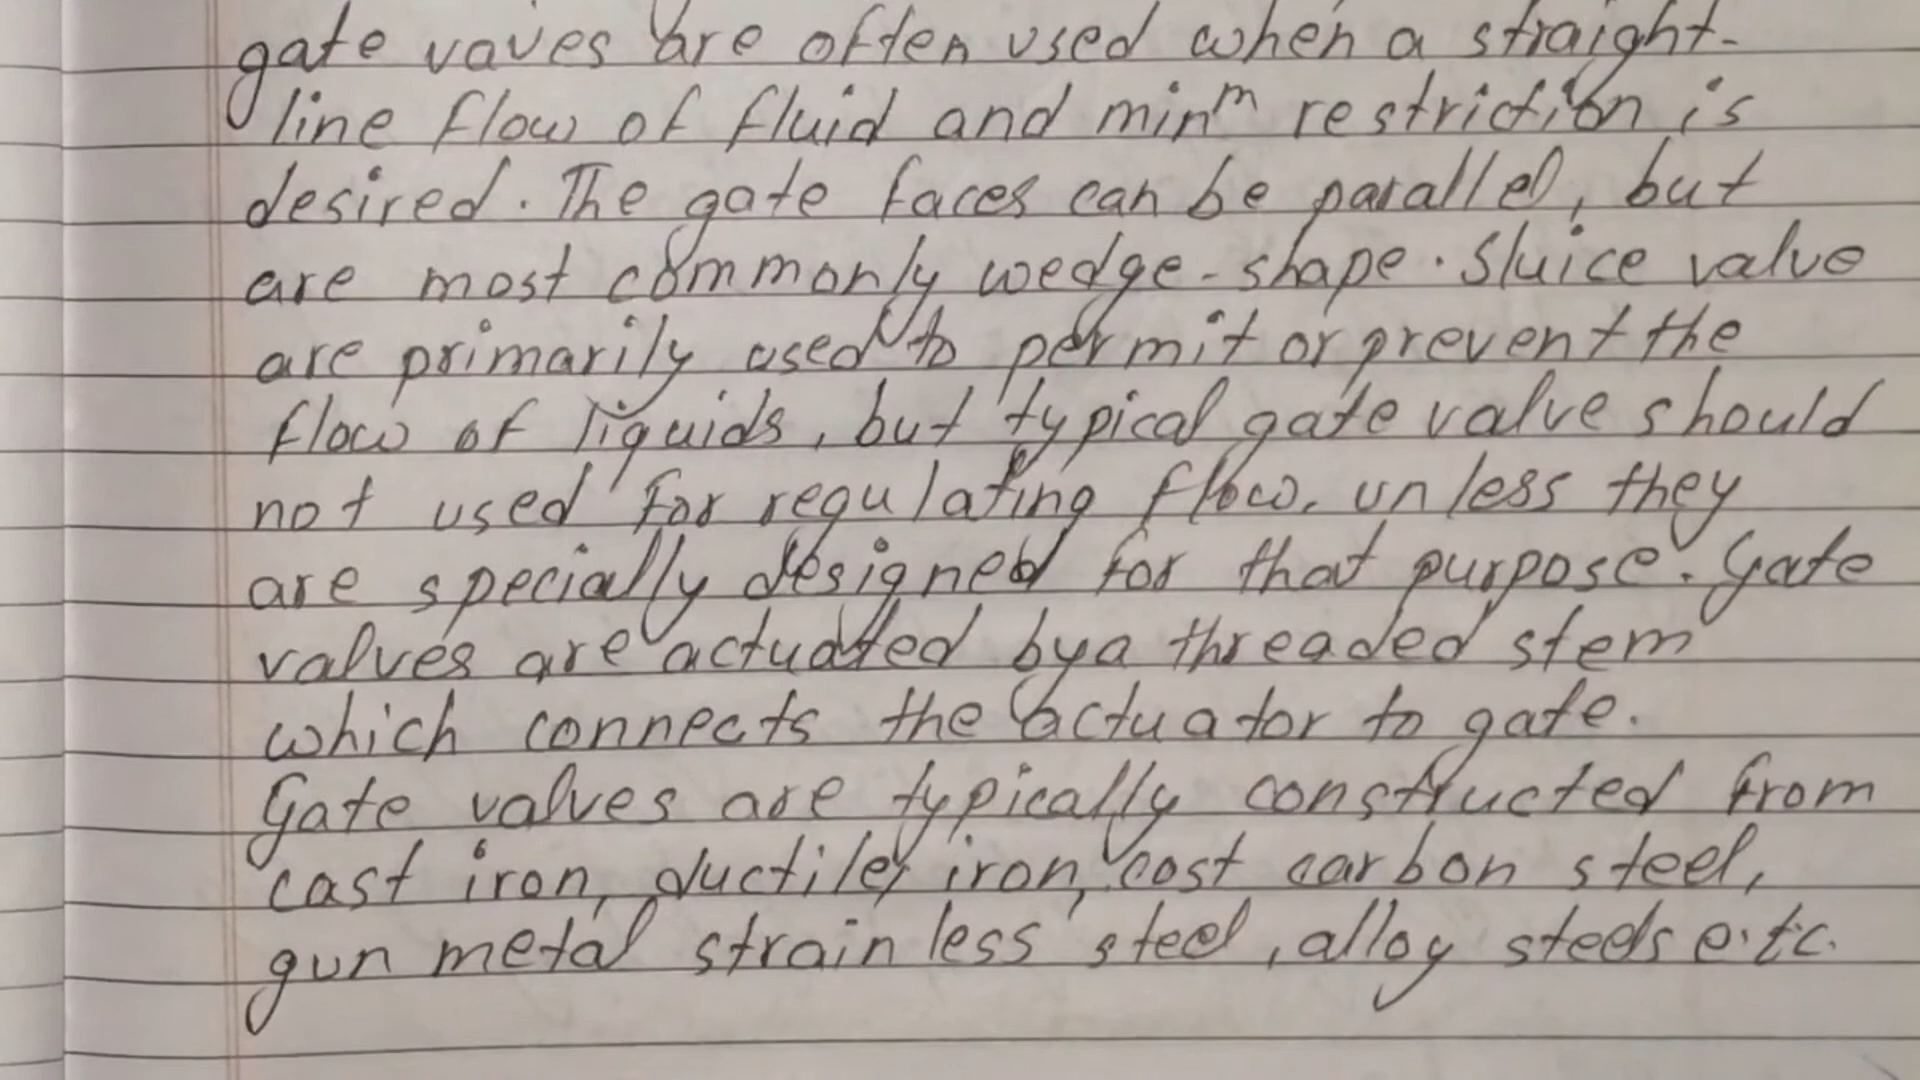 gate vaves are often used when a straight-
line flow of fluid and minᵐ restriction is
desired. The gate faces can be parallel, but
are most commonly wedge-shape. Sluice valve
are primarily used to permit or prevent the
flow of liquids, but typical gate valve should
not used for regulating flow, unless they
are specially designed for that purpose. Gate
valves are actuated by a threaded stem
which connects the actuator to gate.
Gate valves are typically constructed from
cast iron, ductile, iron, cost carbon steel,
gun metal strainless steel, alloy steels e.t.c.